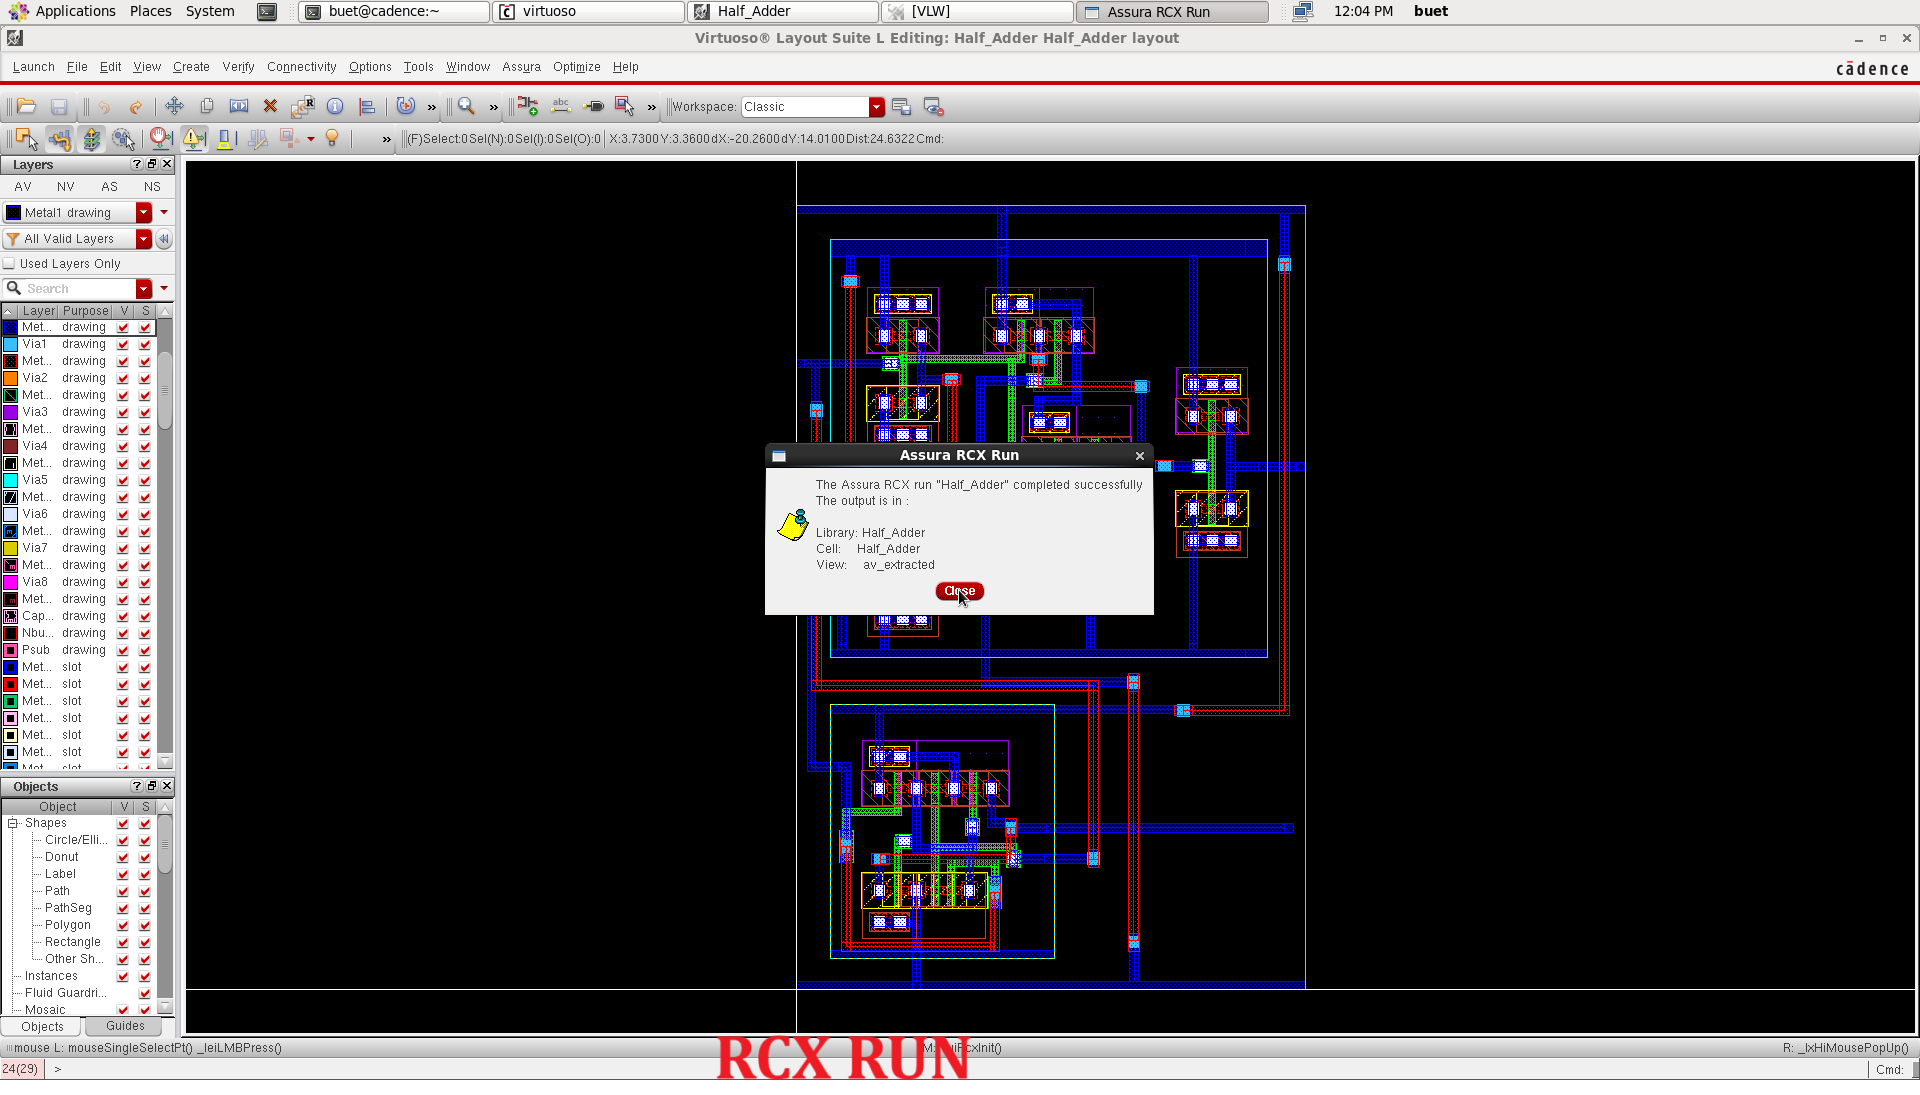 Applications Places System buet@cadence:~ virtuoso Half_Adder [VLW] Assura RCX Run 12:04 PM buet
Virtuoso® Layout Suite L Editing: Half_Adder Half_Adder layout
Launch File Edit View Create Verify Connectivity Options Tools Window Assura Optimize Help
cādence
Workspace: Classic
(F)Select:0 Sel(N):0 Sel(I):0 Sel(O):0 X:3.7300 Y:3.3600 dX:-20.2600 dY:14.0100 Dist:24.6322 Cmd:
Layers
AV NV AS NS
Metal1 drawing
All Valid Layers
Used Layers Only
Search
Layer Purpose V S
Met... drawing
Via1 drawing
Met... drawing
Via2 drawing
Met... drawing
Via3 drawing
Met... drawing
Via4 drawing
Met... drawing
Via5 drawing
Met... drawing
Via6 drawing
Met... drawing
Via7 drawing
Met... drawing
Via8 drawing
Met... drawing
Cap... drawing
Nbu... drawing
Psub drawing
Met... slot
Met... slot
Met... slot
Met... slot
Met... slot
Met... slot
Met... slot
Objects
Object V S
Shapes
Circle/Elli...
Donut
Label
Path
PathSeg
Polygon
Rectangle
Other Sh...
Instances
Fluid Guardri...
Mosaic
Objects Guides
Assura RCX Run
The Assura RCX run "Half_Adder" completed successfully
The output is in :
Library: Half_Adder
Cell: Half_Adder
View: av_extracted
Close
mouse L: mouseSingleSelectPt() _leiLMBPress()
R: _lxHiMousePopUp()
RCX RUN
24(29) >
Cmd: